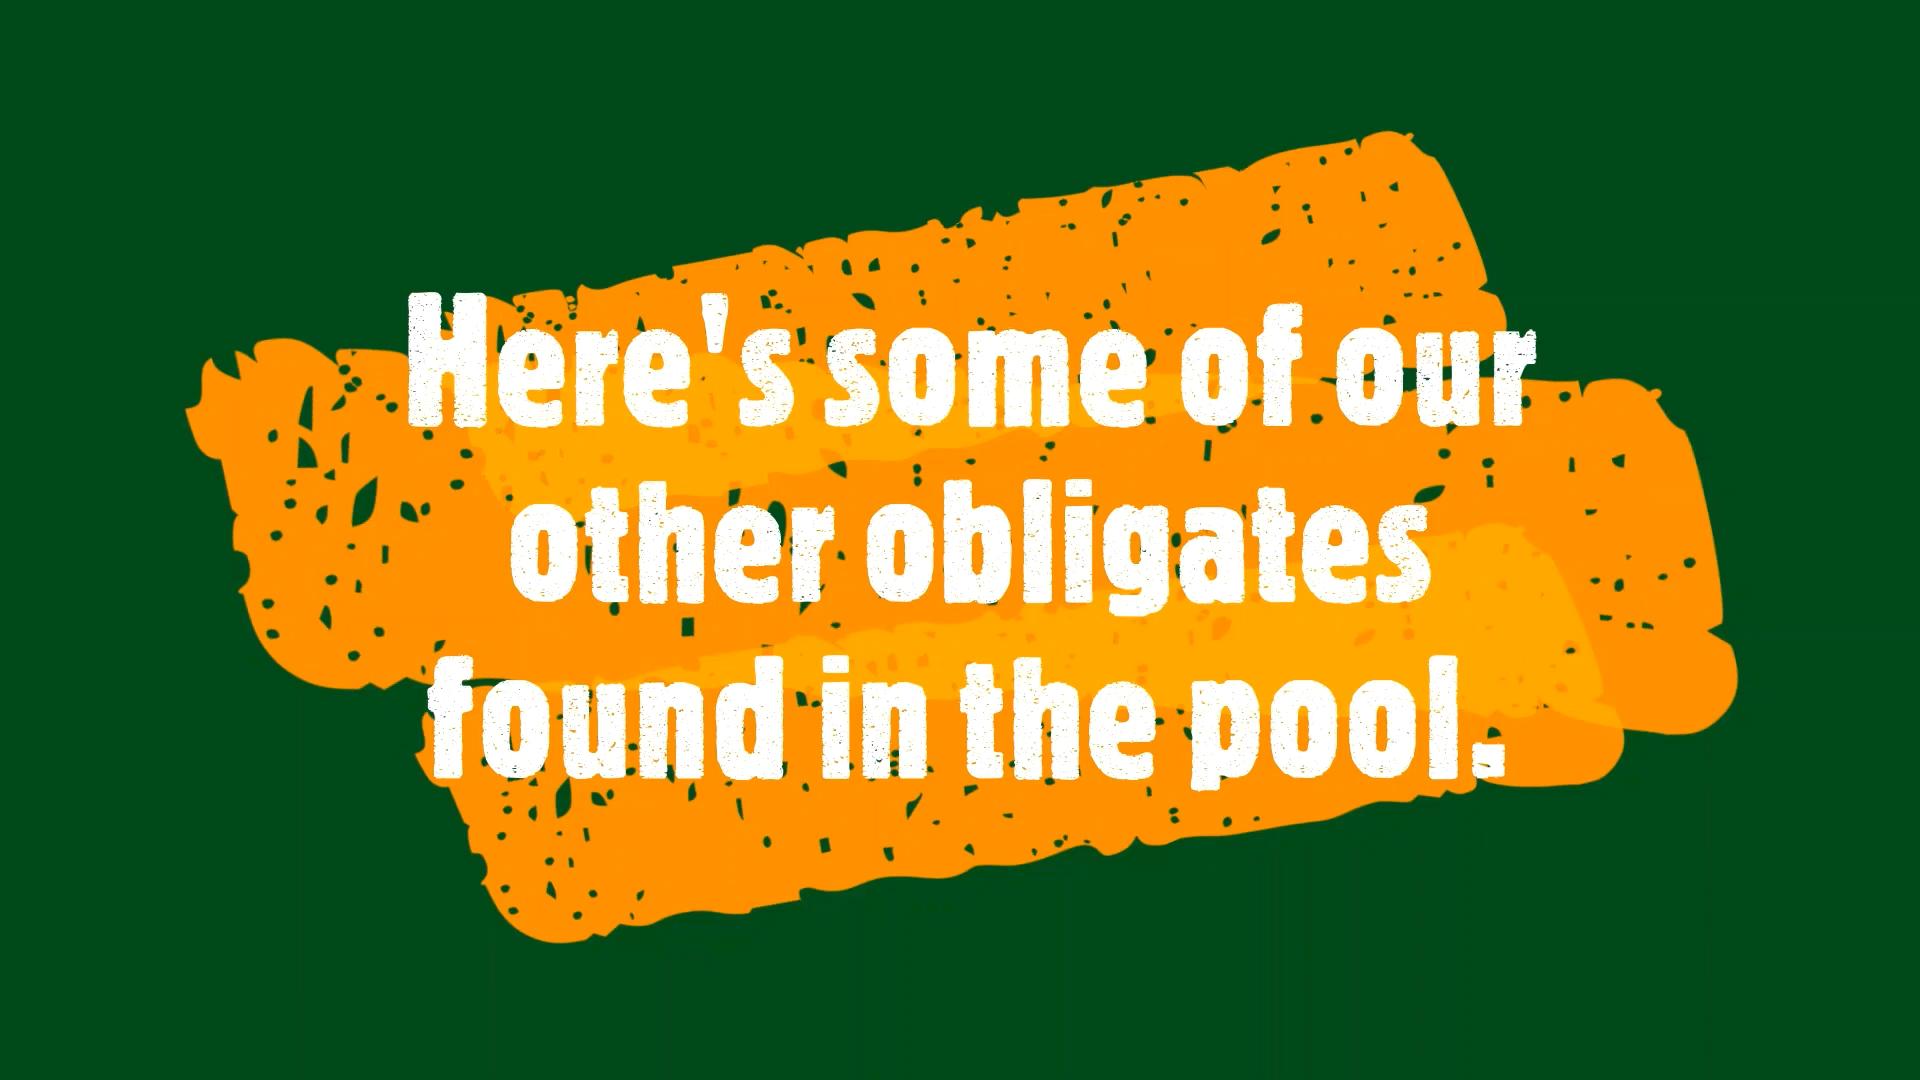 Here's some of our
other obligates
found in the pool.